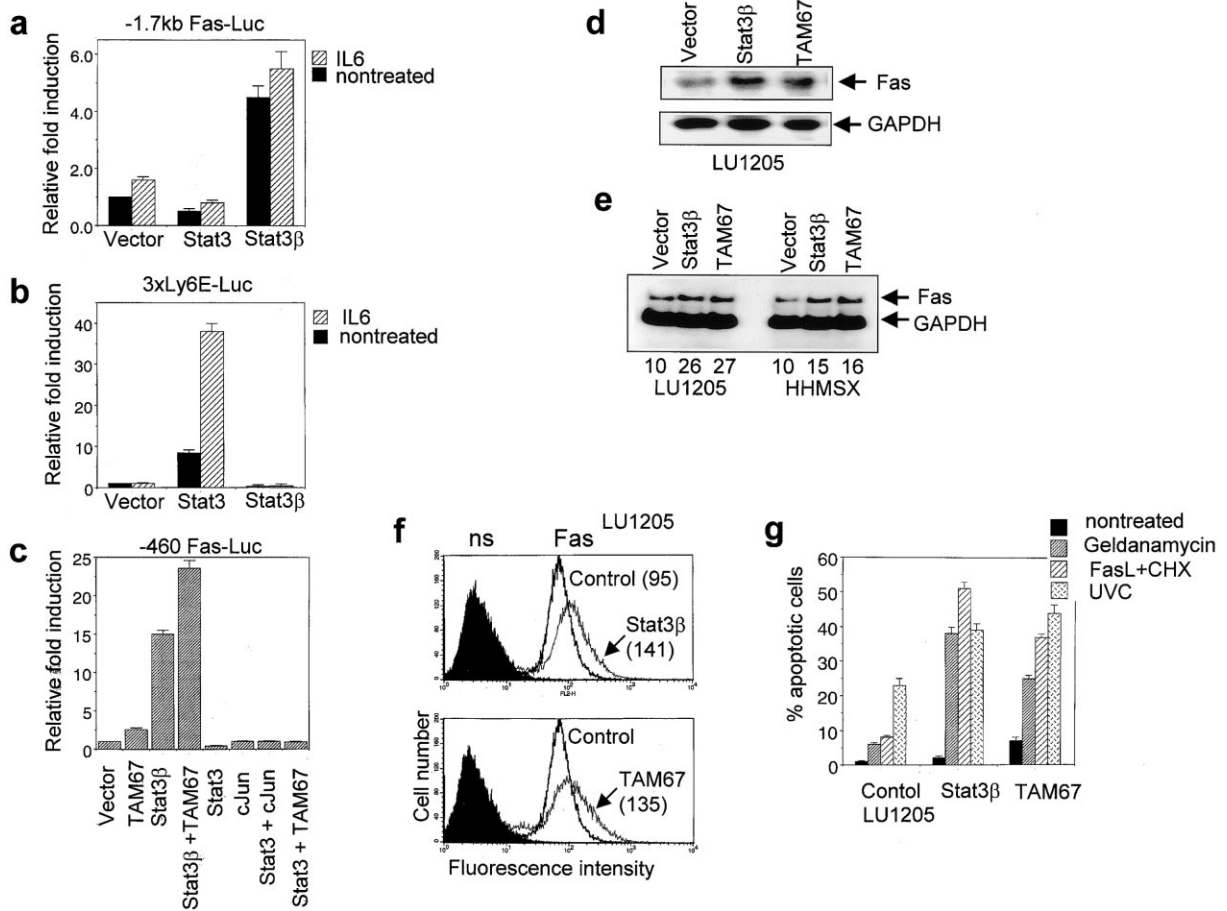 a
-1.7kb Fas-Luc
Relative fold induction
6.0
4.0
2.0
0.0
IL6
nontreated
Vector Stat3 Stat3β
b
3xLy6E-Luc
Relative fold induction
40
30
20
10
0
IL6
nontreated
Vector Stat3 Stat3β
c
-460 Fas-Luc
Relative fold induction
25
20
15
10
5
0
Vector
TAM67
Stat3β
Stat3β +TAM67
Stat3
cJun
Stat3 + cJun
Stat3 + TAM67
d
Vector
Stat3β
TAM67
Fas
GAPDH
LU1205
e
Vector
Stat3β
TAM67
Vector
Stat3β
TAM67
Fas
GAPDH
10 26 27 10 15 16
LU1205 HHMSX
f
LU1205
ns Fas
Control (95)
Stat3β
(141)
FL2-H
Control
TAM67
(135)
Cell number
Fluorescence intensity
g
nontreated
Geldanamycin
FasL+CHX
UVC
% apoptotic cells
60
50
40
30
20
10
0
Contol
LU1205
Stat3β
TAM67